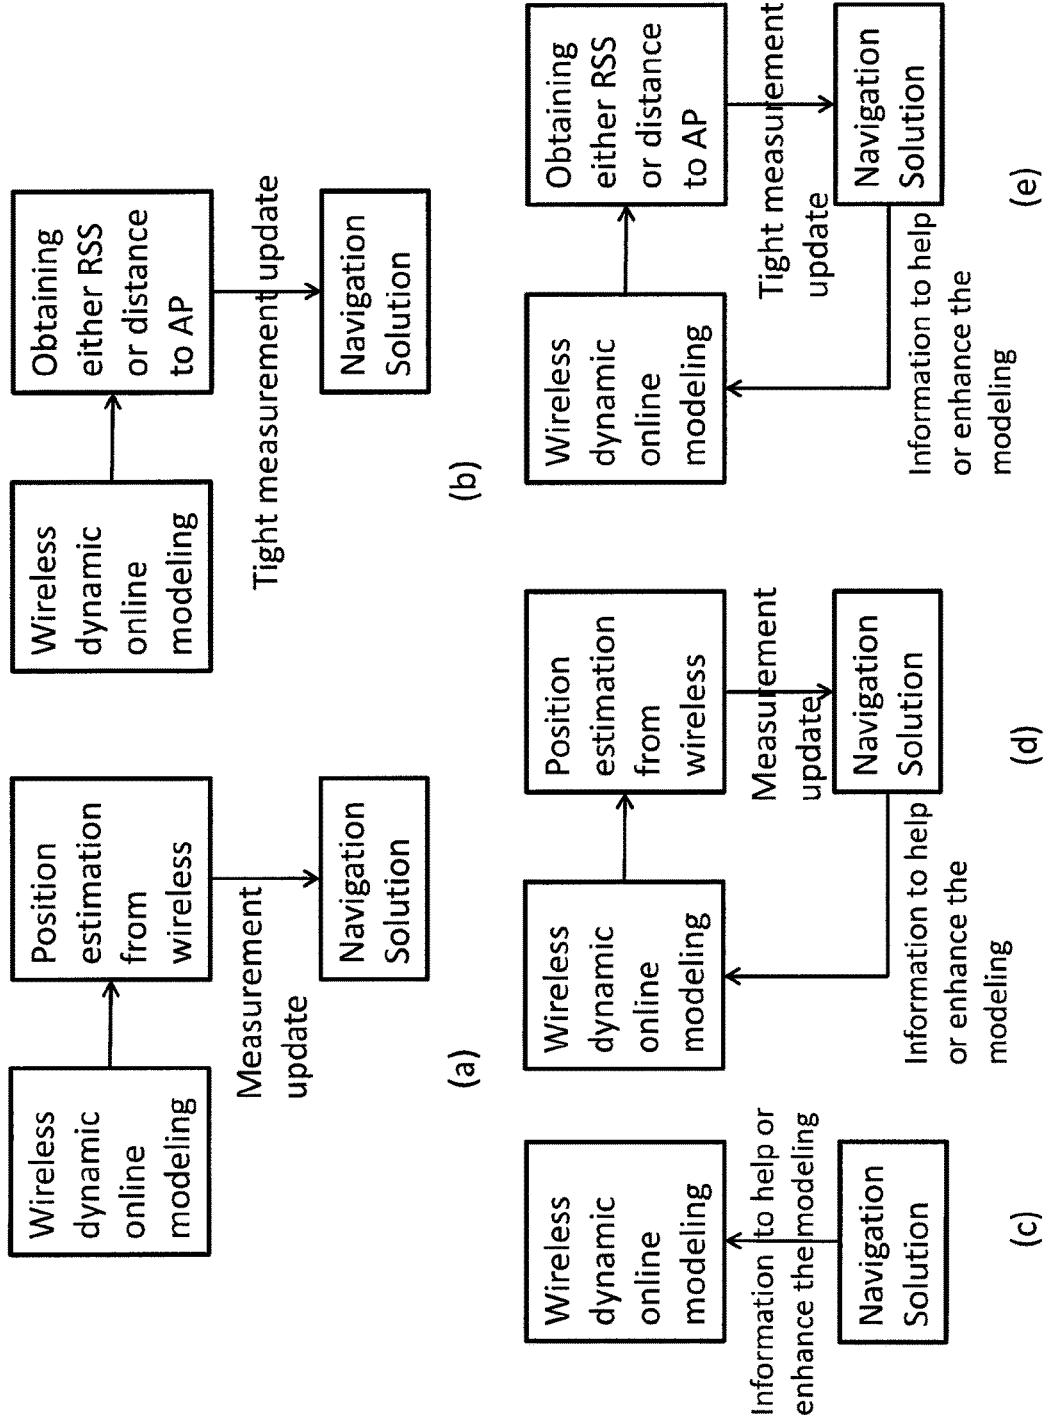 Wireless
dynamic
online
modeling
Position
estimation
from
wireless
Measurement
update
Navigation
Solution
(a)
Wireless
dynamic
online
modeling
Obtaining
either RSS
or distance
to AP
Tight measurement update
Navigation
Solution
(b)
Wireless
dynamic
online
modeling
Information to help or
enhance the modeling
Navigation
Solution
(c)
Wireless
dynamic
online
modeling
Position
estimation
from
wireless
Measurement
update
Navigation
Solution
Information to help
or enhance the
modeling
(d)
Wireless
dynamic
online
modeling
Obtaining
either RSS
or distance
to AP
Tight measurement
update
Navigation
Solution
Information to help
or enhance the
modeling
(e)